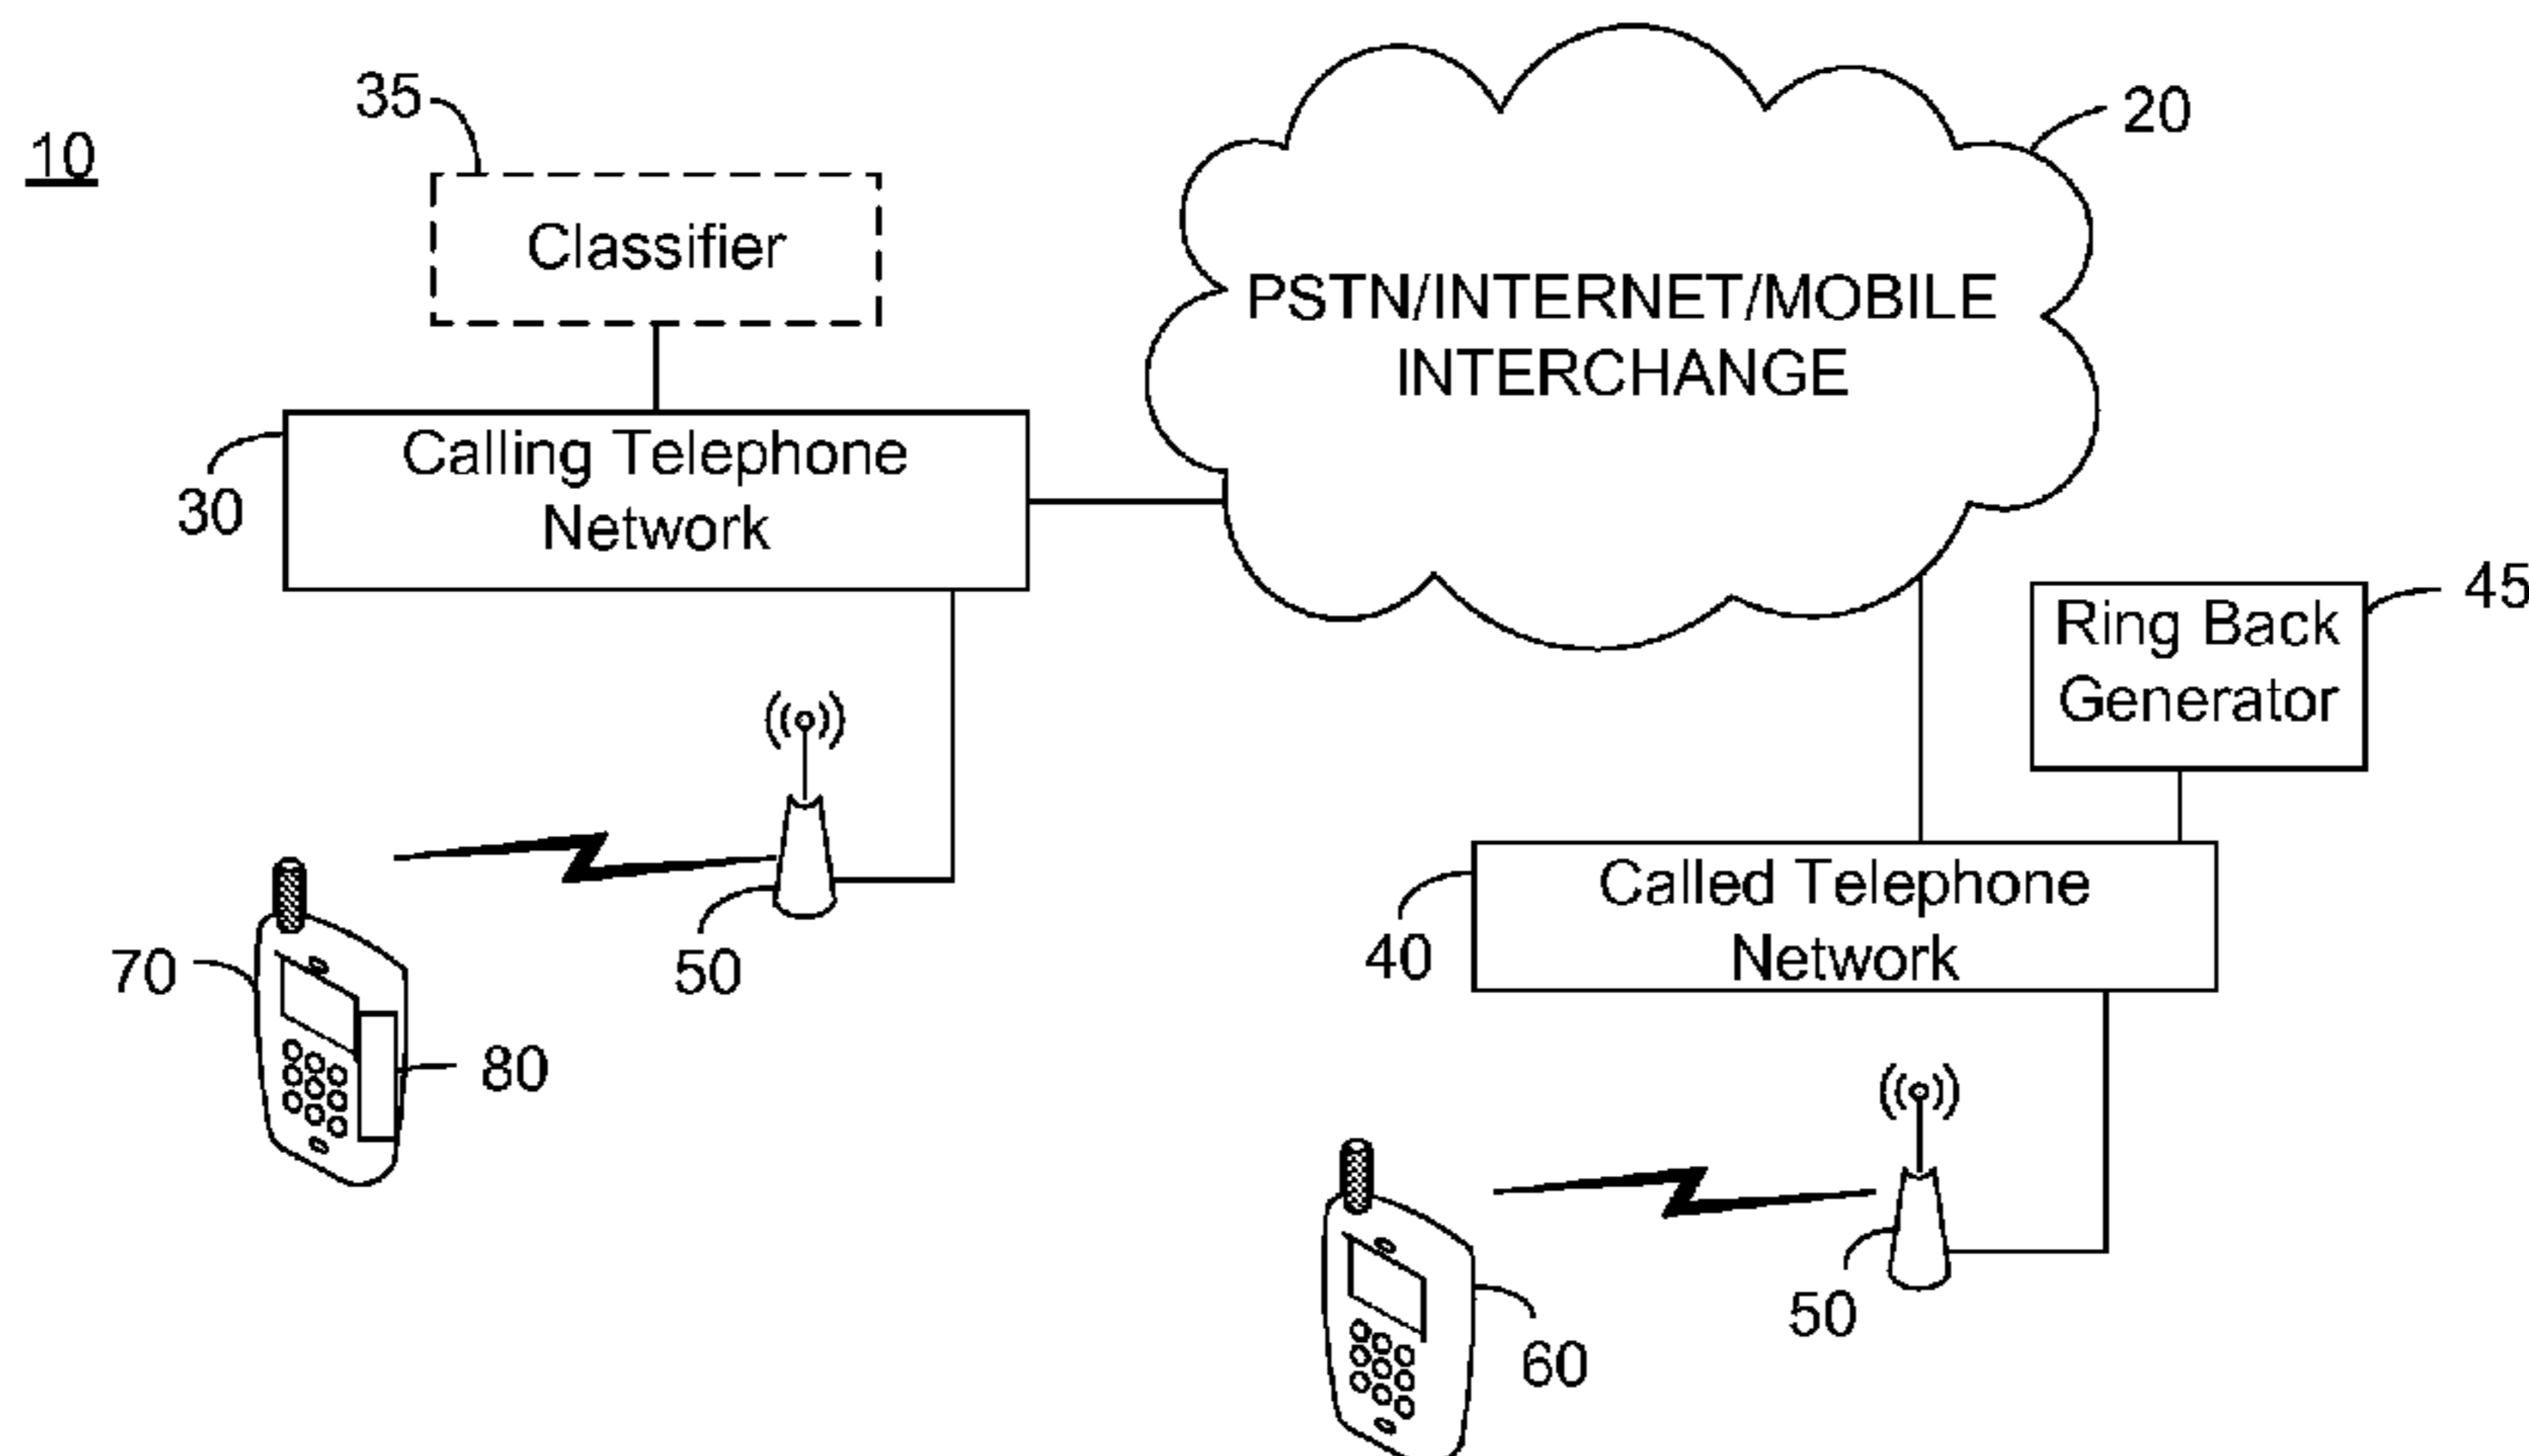 35
20
10
Classifier
PSTN/INTERNET/MOBILE
INTERCHANGE
Calling Telephone
Network
30
45
Ring Back
Generator
Called Telephone
Network
40
50
70
80
50
60